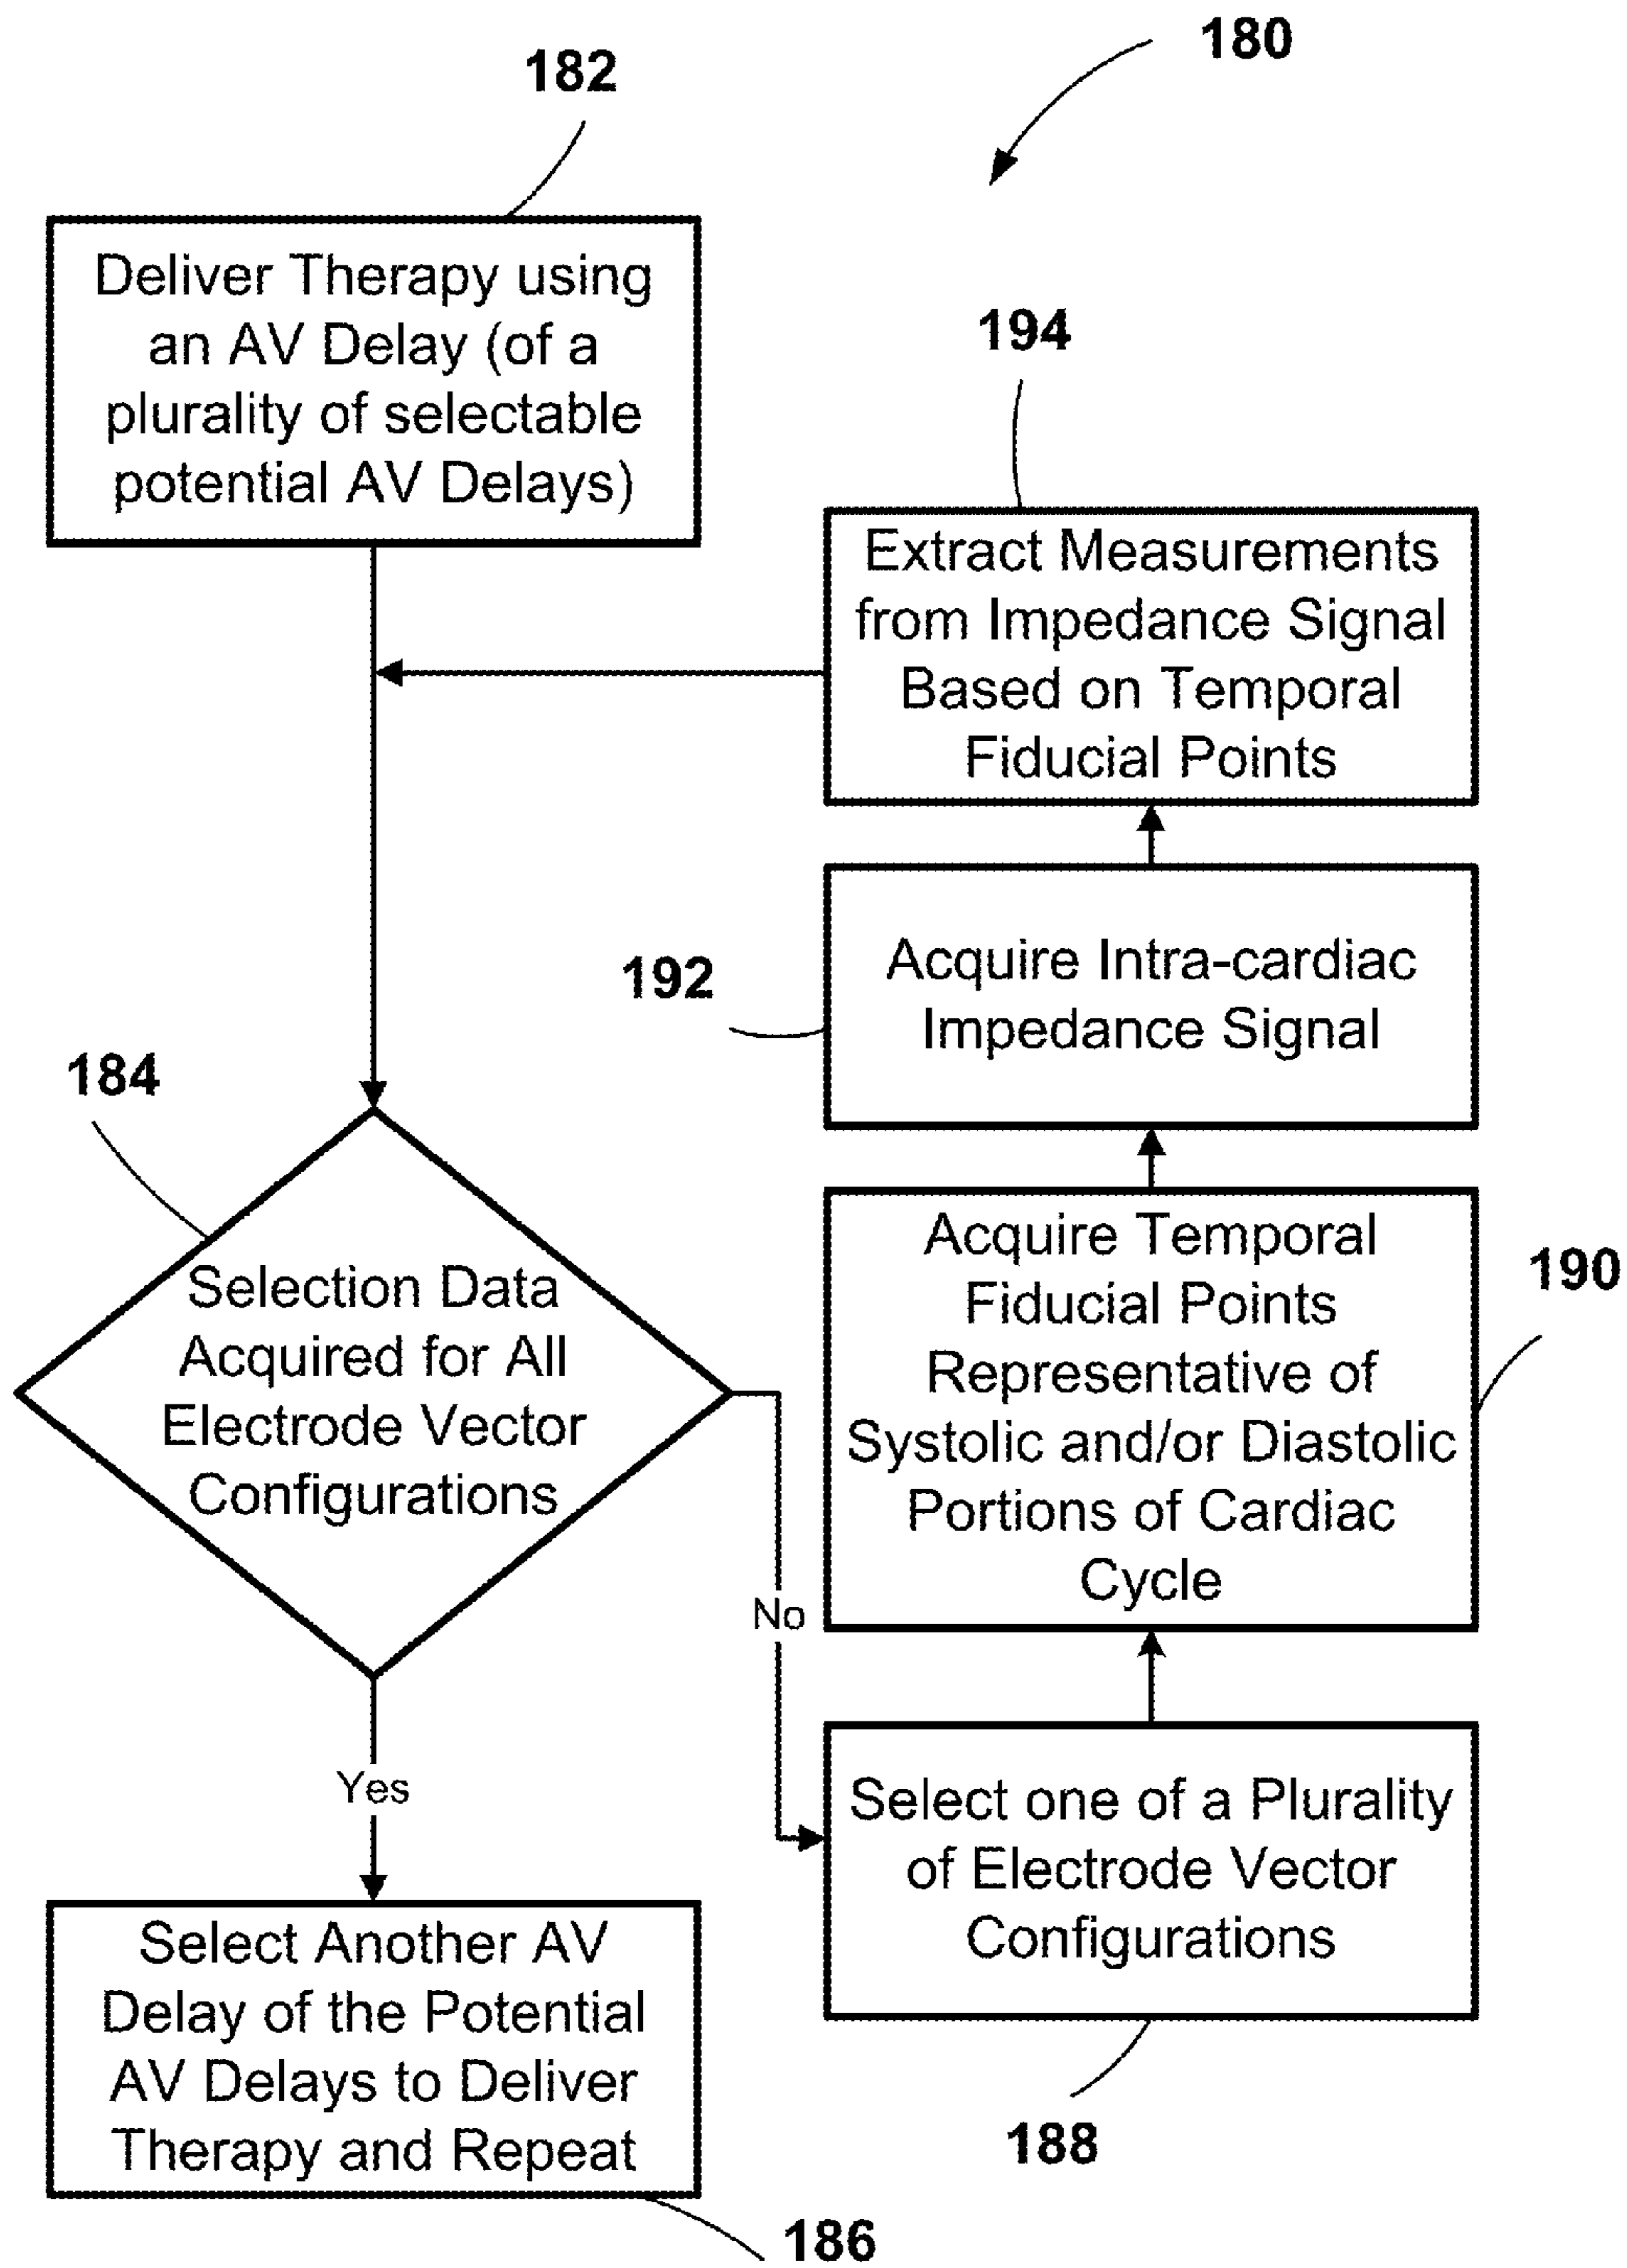 180
182
Deliver Therapy using
an AV Delay (of a
plurality of selectable
potential AV Delays)
194
Extract Measurements
from Impedance Signal
Based on Temporal
Fiducial Points
192
Acquire Intra-cardiac
Impedance Signal
184
Selection Data
Acquired for All
Electrode Vector
Configurations
190
Acquire Temporal
Fiducial Points
Representative of
Systolic and/or Diastolic
Portions of Cardiac
Cycle
No
Yes
Select one of a Plurality
of Electrode Vector
Configurations
188
Select Another AV
Delay of the Potential
AV Delays to Deliver
Therapy and Repeat
186